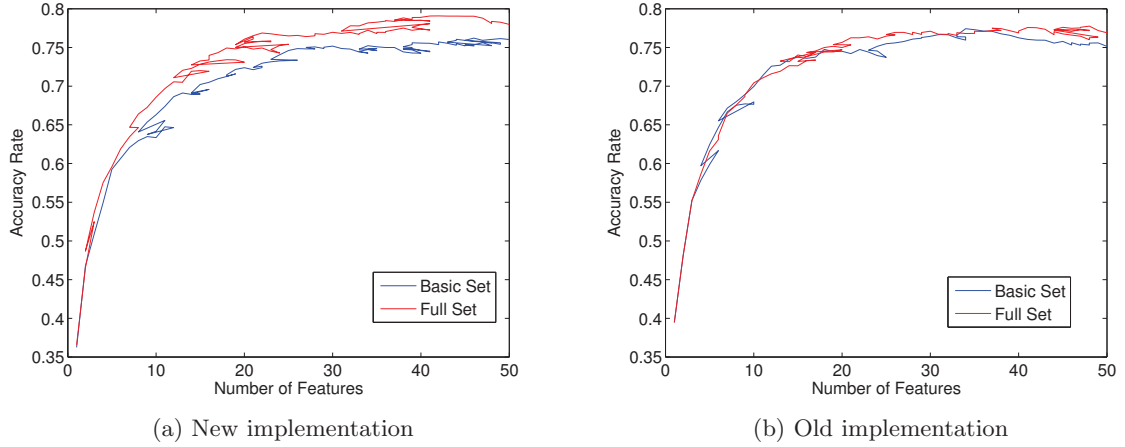 0.8
0.75
0.7
0.65
0.6
0.55
0.5
0.45
0.4
0.35
Accuracy Rate
0 10 20 30 40 50
Number of Features
Basic Set
Full Set
(a) New implementation
0.8
0.75
0.7
0.65
0.6
0.55
0.5
0.45
0.4
0.35
Accuracy Rate
0 10 20 30 40 50
Number of Features
Basic Set
Full Set
(b) Old implementation